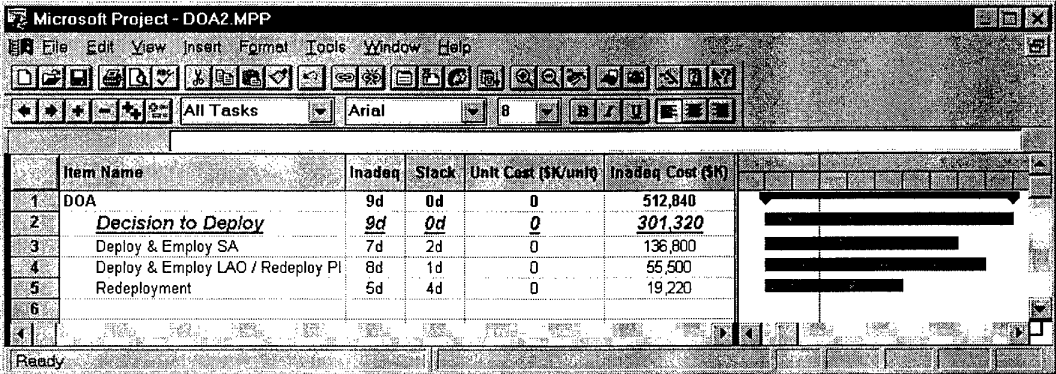 Microsoft Project - DOA2.MPP
File Edit View Insert Format Tools Window Help
All Tasks Arial 8 B I U
Item Name Inadeq Slack Unit Cost ($K/unit) Inadeq Cost ($K)
1 DOA 9d 0d 0 512,840
2 Decision to Deploy 9d 0d 0 301,320
3 Deploy & Employ SA 7d 2d 0 136,800
4 Deploy & Employ LAO / Redeploy PI 8d 1d 0 55,500
5 Redeployment 5d 4d 0 19,220
6
Ready